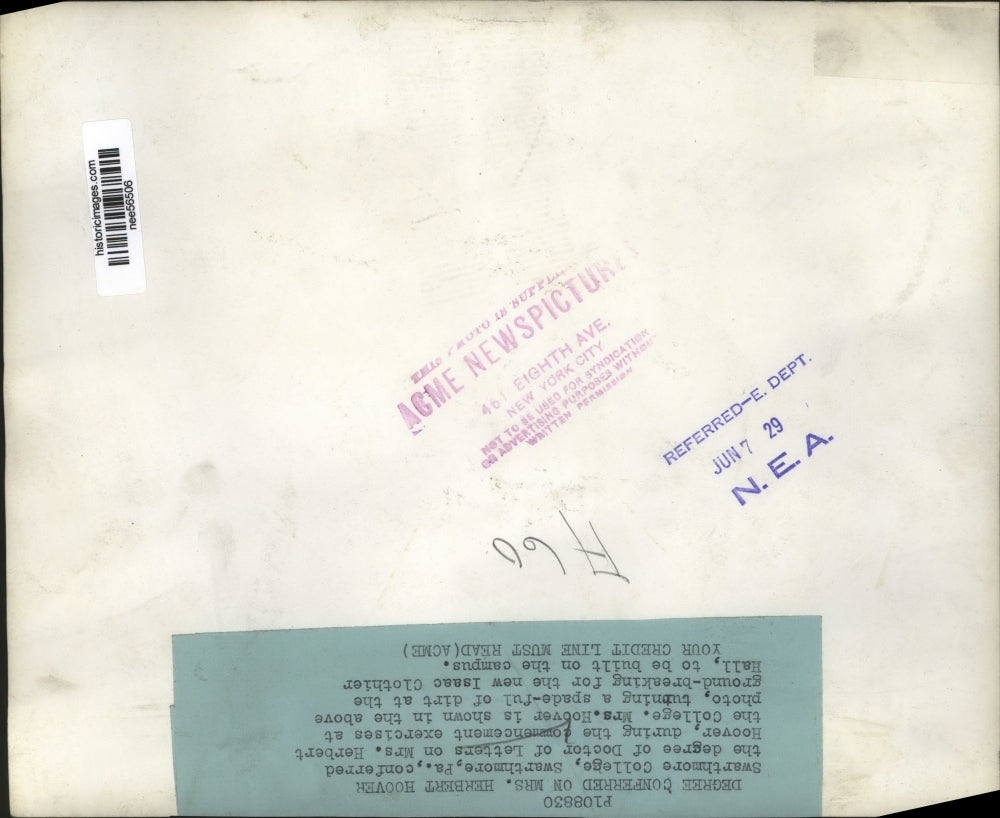 historicimages.com
nee56506
THIS PHOTO IS
ACME NEWSPICTURES
461 EIGHTH AVE.
NEW YORK CITY
NOT TO BE USED FOR SYNDICATION
OR ADVERTISING PURPOSES WITHOUT
WRITTEN PERMISSION
REFERRED—E. DEPT.
JUN 7 29
N. E. A.
P108830
DEGREE CONFERRED ON MRS. HERBERT HOOVER
Swarthmore College, Swarthmore,Pa.,conferred
the degree of Doctor of Letters on Mrs. Herbert
Hoover, during the commencement exercises at
the College. Mrs.Hoover is shown in the above
photo, turning a spade-ful of dirt at the
ground-breaking for the new Isaac Clothier
Hall, to be built on the campus.
YOUR CREDIT LINE MUST READ(ACME)